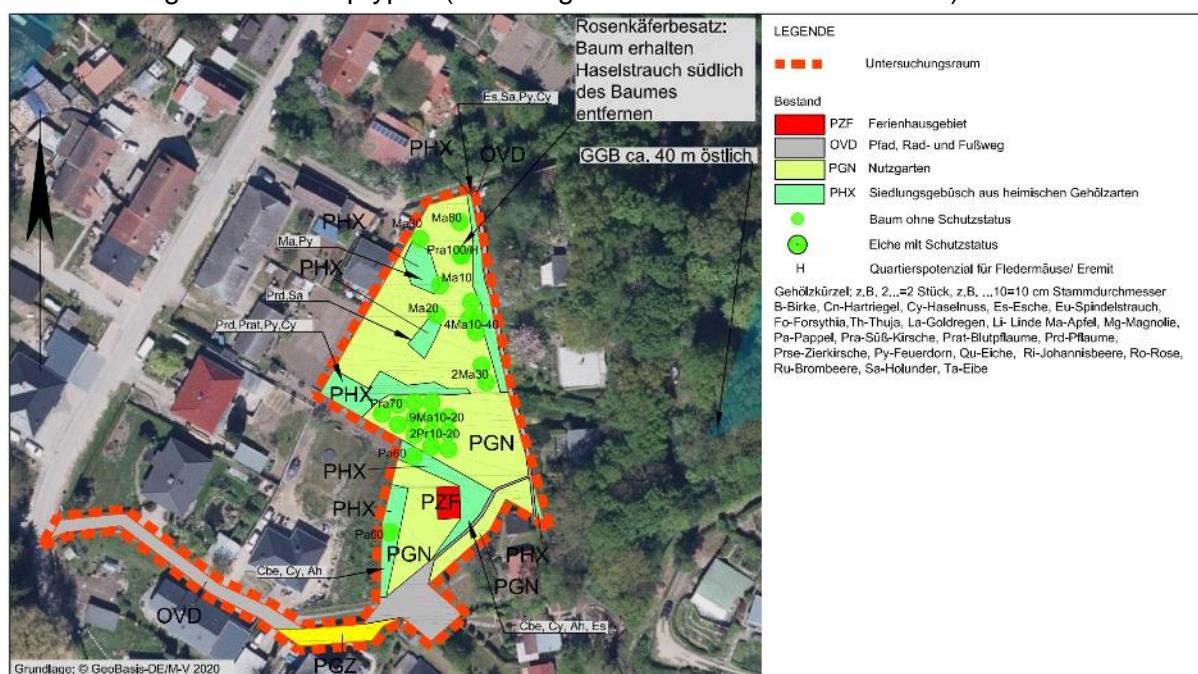 Rosenkäferbesatz:
Baum erhalten
Haselstrauch südlich
des Baumes
entfernen
Es,Sa,Py,Cy
PHX
OVD
GGB ca. 40 m östlich
Ma80
Ma30
PHX
Pra100/H
Ma,Py
PHX
Ma10
Prd,Sa
Ma20
4Ma10-40
Prd,Prat,Py,Cy
2Ma30
PHX
Pra70
9Ma10-20
2Pr10-20
PGN
Pa60
PHX
PHX
PZF
Pa60
PGN
PHX
PGN
Cbe, Cy, Ah
OVD
Cbe, Cy, Ah, Es
PGZ
Grundlage: © GeoBasis-DE/M-V 2020
LEGENDE
Untersuchungsraum
Bestand
PZF Ferienhausgebiet
OVD Pfad, Rad- und Fußweg
PGN Nutzgarten
PHX Siedlungsgebüsch aus heimischen Gehölzarten
Baum ohne Schutzstatus
Eiche mit Schutzstatus
H Quartierspotenzial für Fledermäuse/ Eremit
Gehölzkürzel; z.B. 2...=2 Stück, z.B. ...10=10 cm Stammdurchmesser
B-Birke, Cn-Hartriegel, Cy-Haselnuss, Es-Esche, Eu-Spindelstrauch,
Fo-Forsythia,Th-Thuja, La-Goldregen, Li- Linde Ma-Apfel, Mg-Magnolie,
Pa-Pappel, Pra-Süß-Kirsche, Prat-Blutpflaume, Prd-Pflaume,
Prse-Zierkirsche, Py-Feuerdorn, Qu-Eiche, Ri-Johannisbeere, Ro-Rose,
Ru-Brombeere, Sa-Holunder, Ta-Eibe